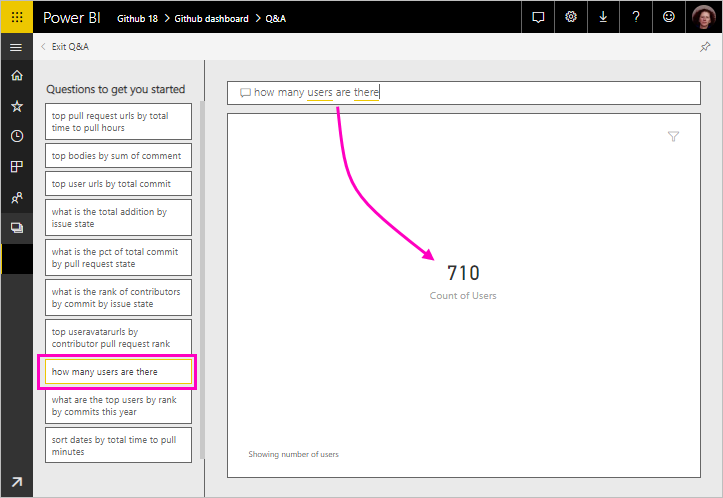 Power BI
Github 18 > Github dashboard > Q&A
?
Exit Q&A
Questions to get you started
top pull request urls by total
time to pull hours
top bodies by sum of comment
top user urls by total commit
what is the total addition by
issue state
what is the pct of total commit
by pull request state
what is the rank of contributors
by commit by issue state
top useravatarurls by
contributor pull request rank
how many users are there
what are the top users by rank
by commits this year
sort dates by total time to pull
minutes
how many users are there
710
Count of Users
Showing number of users